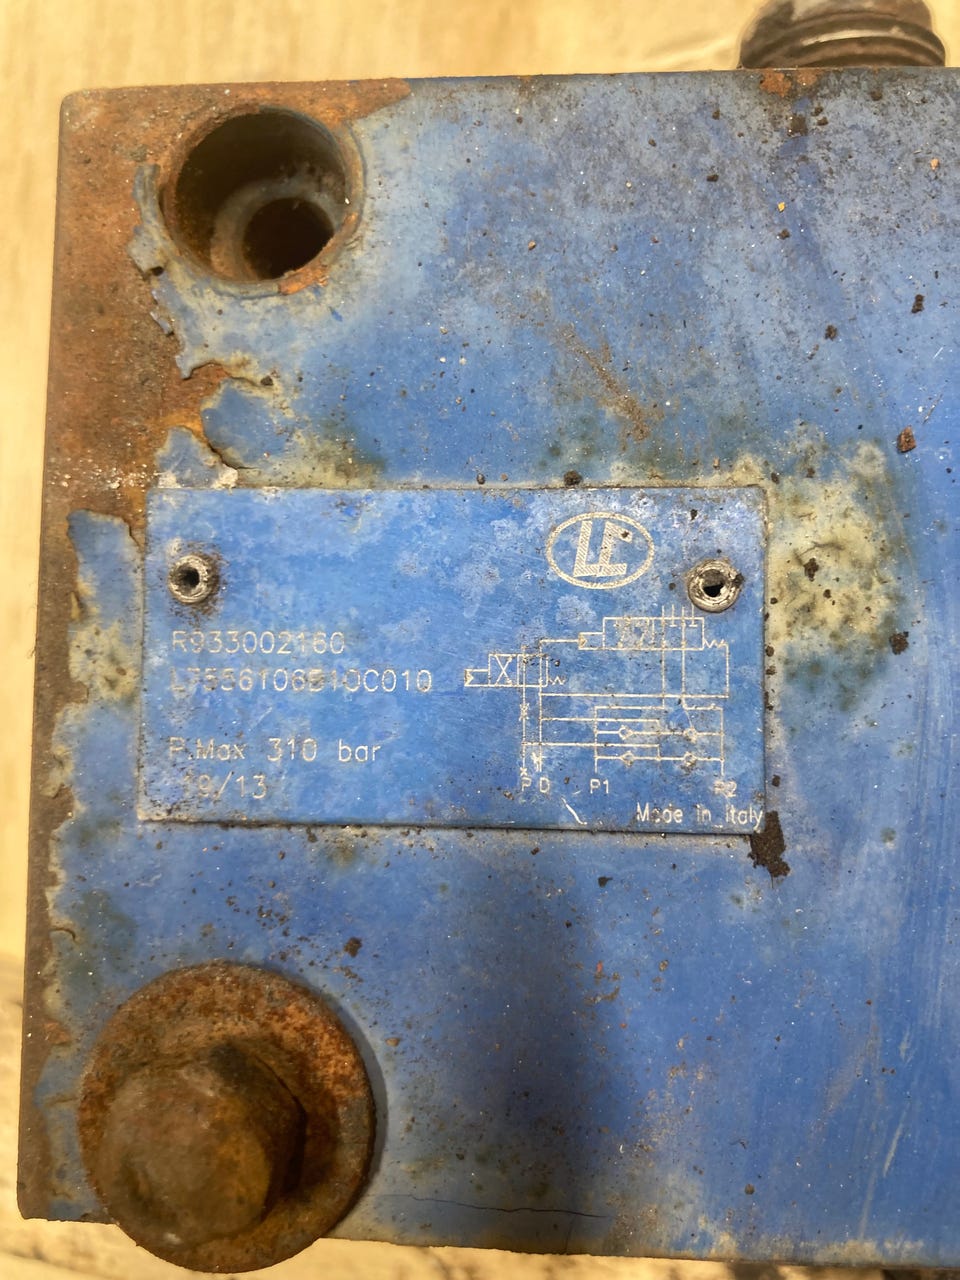 LC
R933002160
L7556106B10C010
P.Max 310 bar
19/13
P D P1 P2
Made in Italy